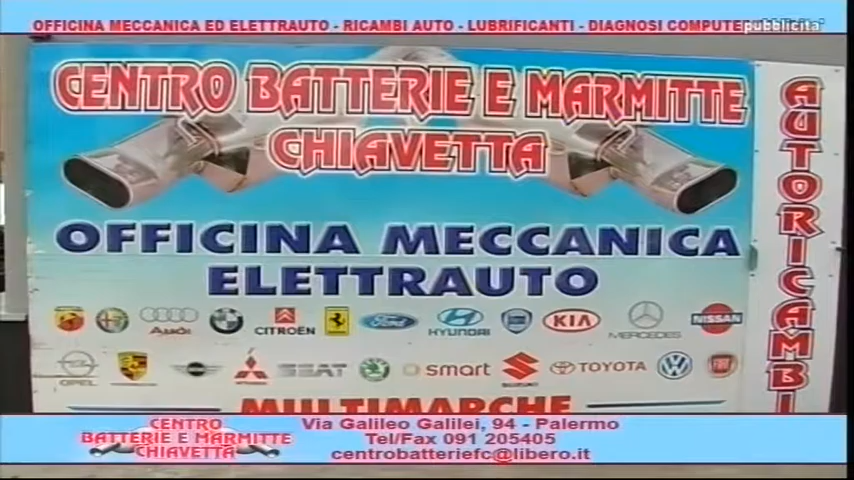 OFFICINA MECCANICA ED ELETTRAUTO - RICAMBI AUTO - LUBRIFICANTI - DIAGNOSI COMPUTE
pubblicita'
CENTRO BATTERIE E MARMITTE
CHIAVETTA
OFFICINA MECCANICA
ELETTRAUTO
AUTORICAMBI
Audi CITROËN Ford HYUNDAI KIA MERCEDES NISSAN
OPEL SEAT smart SUZUKI TOYOTA FIAT
MULTIMARCHE
CENTRO
BATTERIE E MARMITTE
CHIAVETTA
Via Galileo Galilei, 94 - Palermo
Tel/Fax 091 205405
centrobatteriefc@libero.it